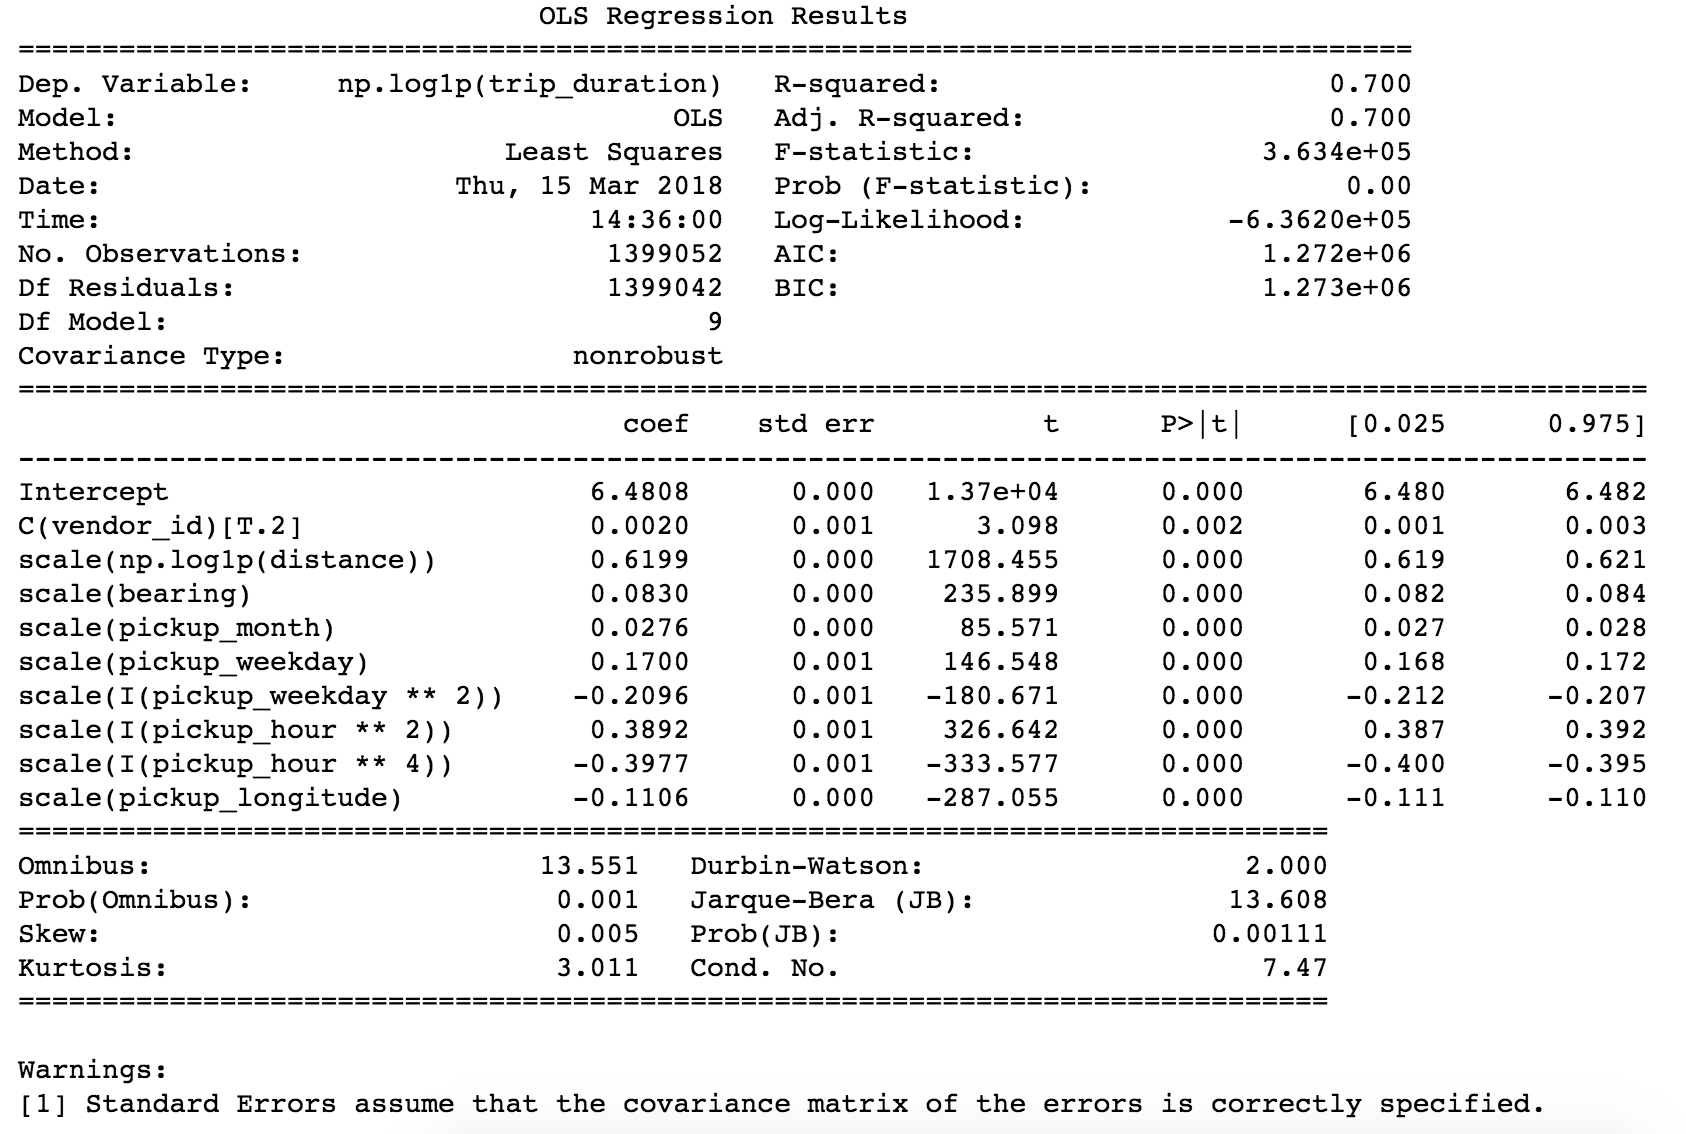 OLS Regression Results
==============================================================================
Dep. Variable: np.log1p(trip_duration) R-squared: 0.700
Model: OLS Adj. R-squared: 0.700
Method: Least Squares F-statistic: 3.634e+05
Date: Thu, 15 Mar 2018 Prob (F-statistic): 0.00
Time: 14:36:00 Log-Likelihood: -6.3620e+05
No. Observations: 1399052 AIC: 1.272e+06
Df Residuals: 1399042 BIC: 1.273e+06
Df Model: 9
Covariance Type: nonrobust
==============================================================================
coef std err t P>|t| [0.025 0.975]
------------------------------------------------------------------------------
Intercept 6.4808 0.000 1.37e+04 0.000 6.480 6.482
C(vendor_id)[T.2] 0.0020 0.001 3.098 0.002 0.001 0.003
scale(np.log1p(distance)) 0.6199 0.000 1708.455 0.000 0.619 0.621
scale(bearing) 0.0830 0.000 235.899 0.000 0.082 0.084
scale(pickup_month) 0.0276 0.000 85.571 0.000 0.027 0.028
scale(pickup_weekday) 0.1700 0.001 146.548 0.000 0.168 0.172
scale(I(pickup_weekday ** 2)) -0.2096 0.001 -180.671 0.000 -0.212 -0.207
scale(I(pickup_hour ** 2)) 0.3892 0.001 326.642 0.000 0.387 0.392
scale(I(pickup_hour ** 4)) -0.3977 0.001 -333.577 0.000 -0.400 -0.395
scale(pickup_longitude) -0.1106 0.000 -287.055 0.000 -0.111 -0.110
==============================================================================
Omnibus: 13.551 Durbin-Watson: 2.000
Prob(Omnibus): 0.001 Jarque-Bera (JB): 13.608
Skew: 0.005 Prob(JB): 0.00111
Kurtosis: 3.011 Cond. No. 7.47
==============================================================================
Warnings:
[1] Standard Errors assume that the covariance matrix of the errors is correctly specified.